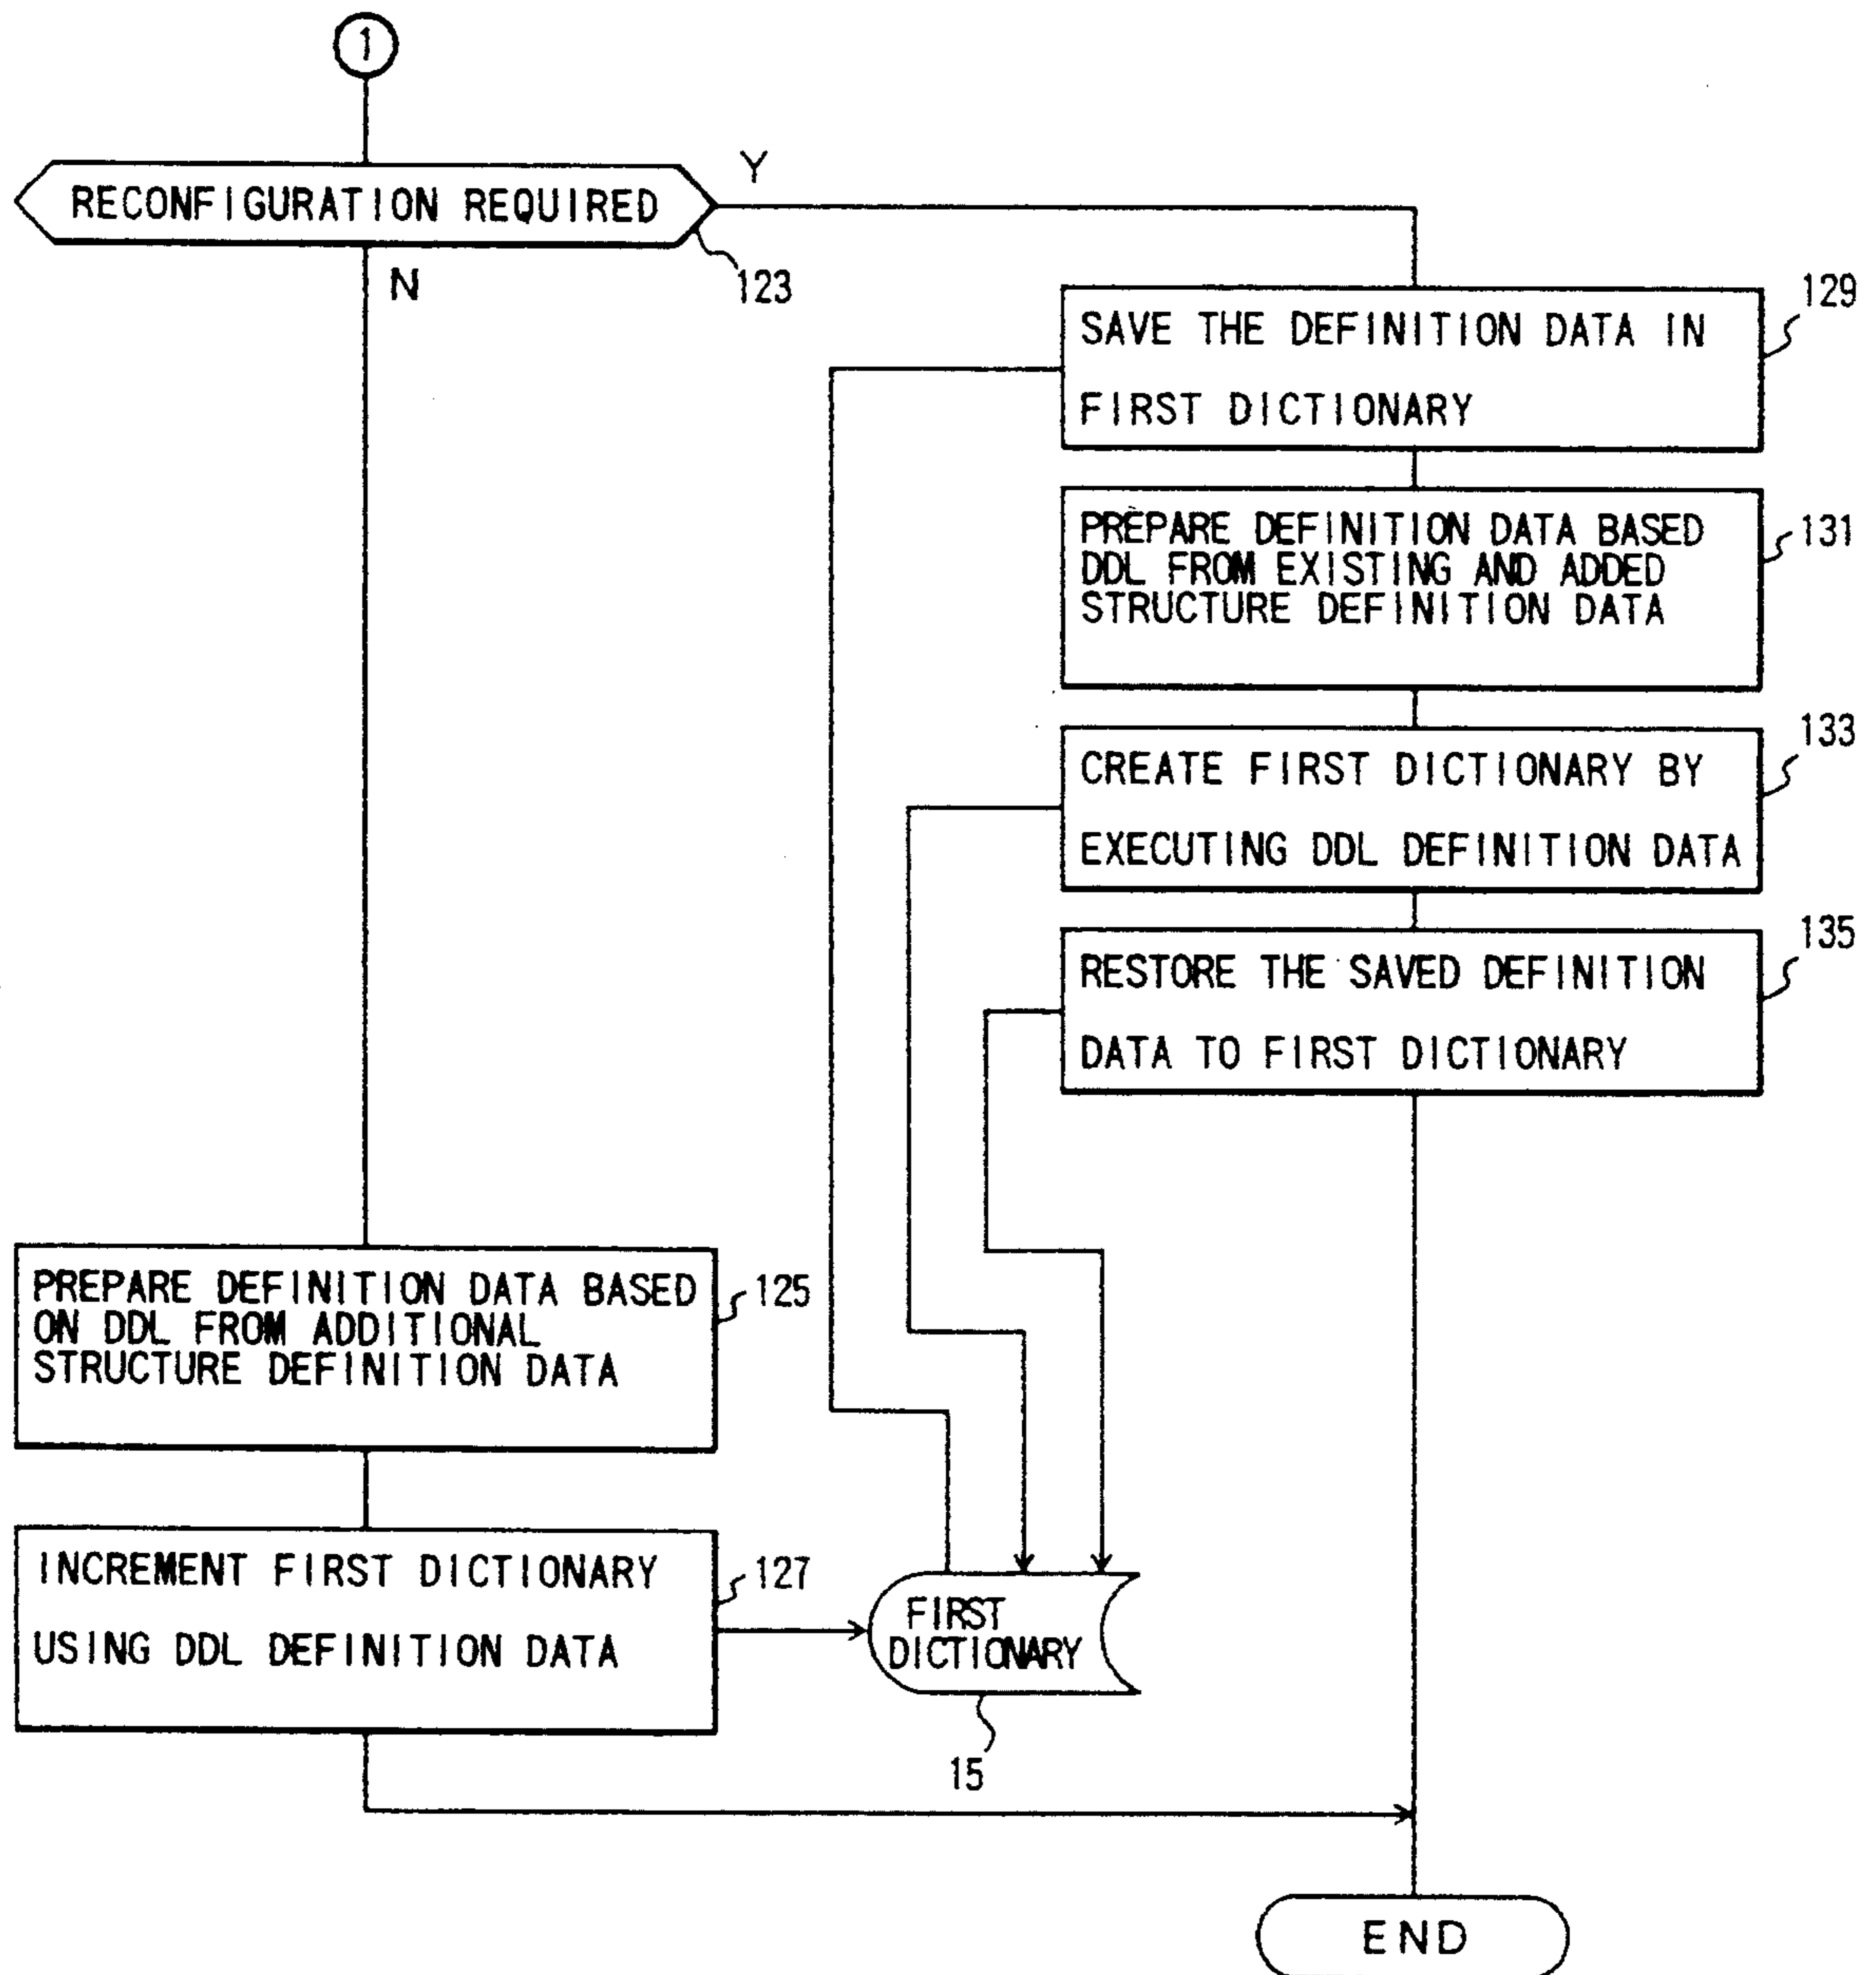 1
RECONFIGURATION REQUIRED
Y
N
123
129
SAVE THE DEFINITION DATA IN
FIRST DICTIONARY
131
PREPARE DEFINITION DATA BASED
DDL FROM EXISTING AND ADDED
STRUCTURE DEFINITION DATA
133
CREATE FIRST DICTIONARY BY
EXECUTING DDL DEFINITION DATA
135
RESTORE THE SAVED DEFINITION
DATA TO FIRST DICTIONARY
PREPARE DEFINITION DATA BASED
ON DDL FROM ADDITIONAL
STRUCTURE DEFINITION DATA
125
INCREMENT FIRST DICTIONARY
USING DDL DEFINITION DATA
127
FIRST
DICTIONARY
15
END